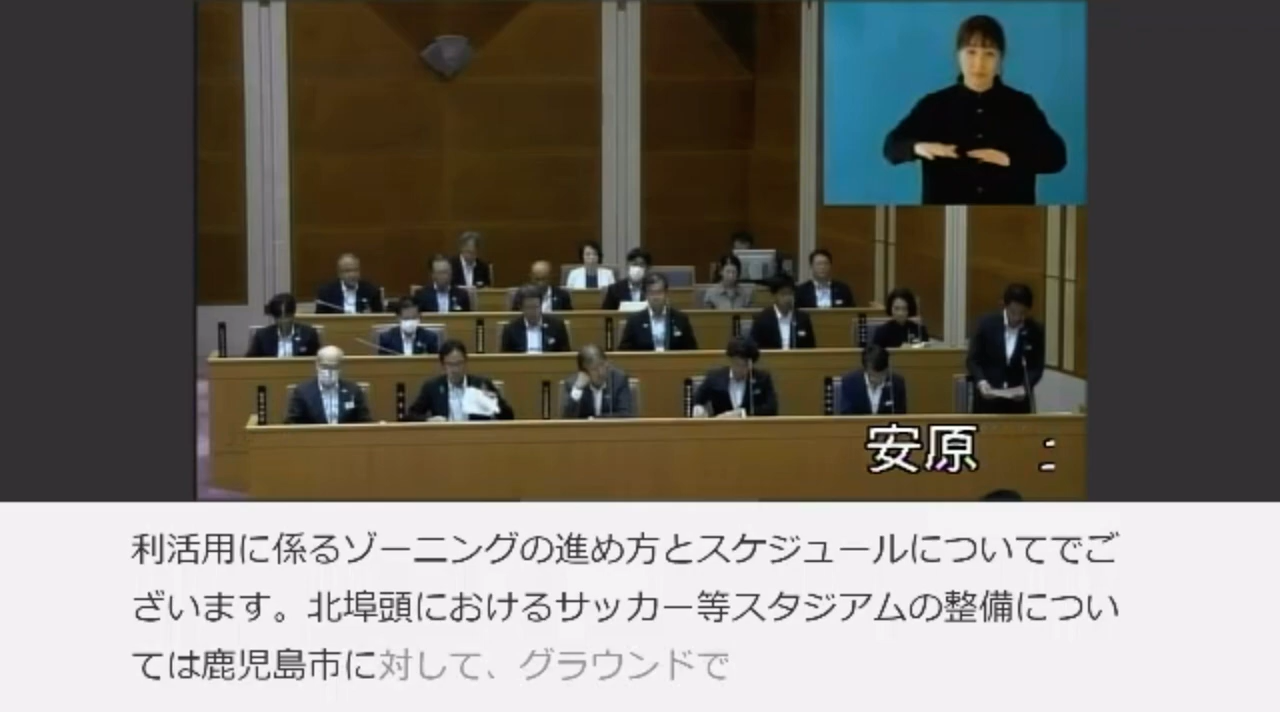 安原
利活用に係るゾーニングの進め方とスケジュールについてでご
ざいます。北埠頭におけるサッカー等スタジアムの整備につい
ては鹿児島市に対して、グラウンドで